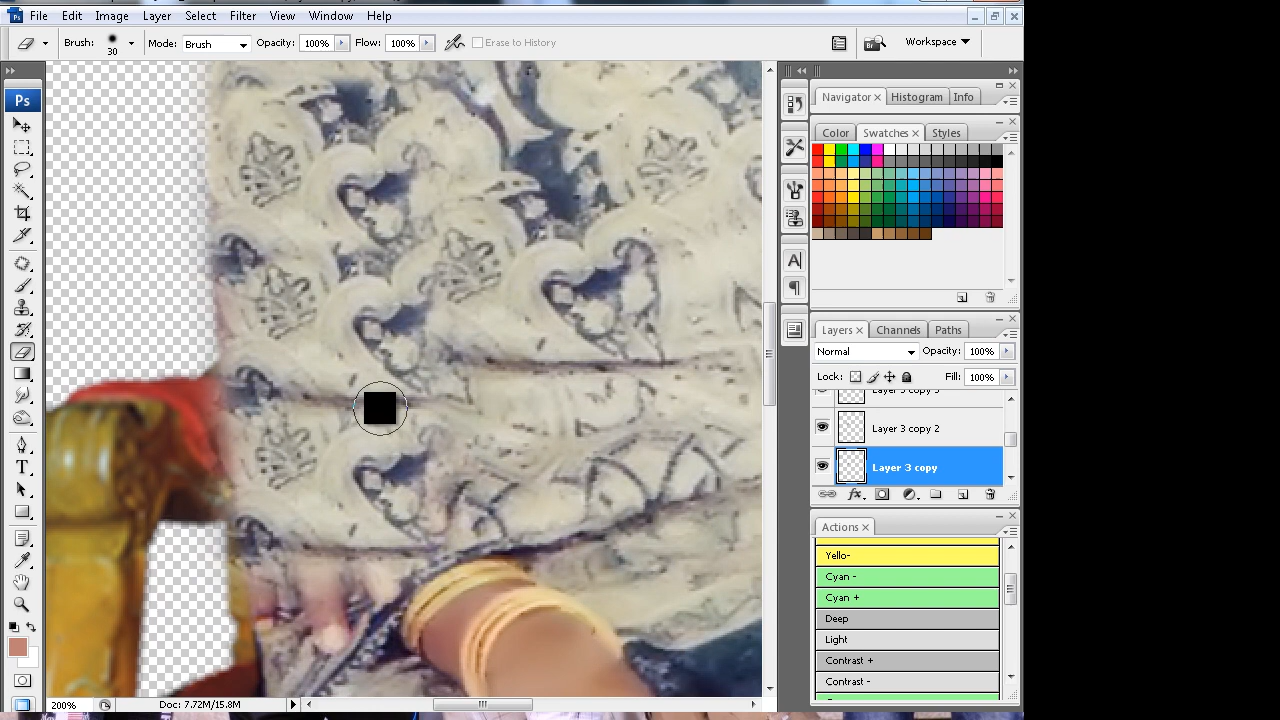 File Edit Image Layer Select Filter View Window Help
Brush: 30 Mode: Brush Opacity: 100% Flow: 100% Erase to History Workspace
Ps
Navigator Histogram Info
Color Swatches Styles
Layers Channels Paths
Normal Opacity: 100%
Lock: Fill: 100%
Layer 3 copy 2
Layer 3 copy
Actions
Yello-
Cyan -
Cyan +
Deep
Light
Contrast +
Contrast -
200% Doc: 7.72M/15.8M